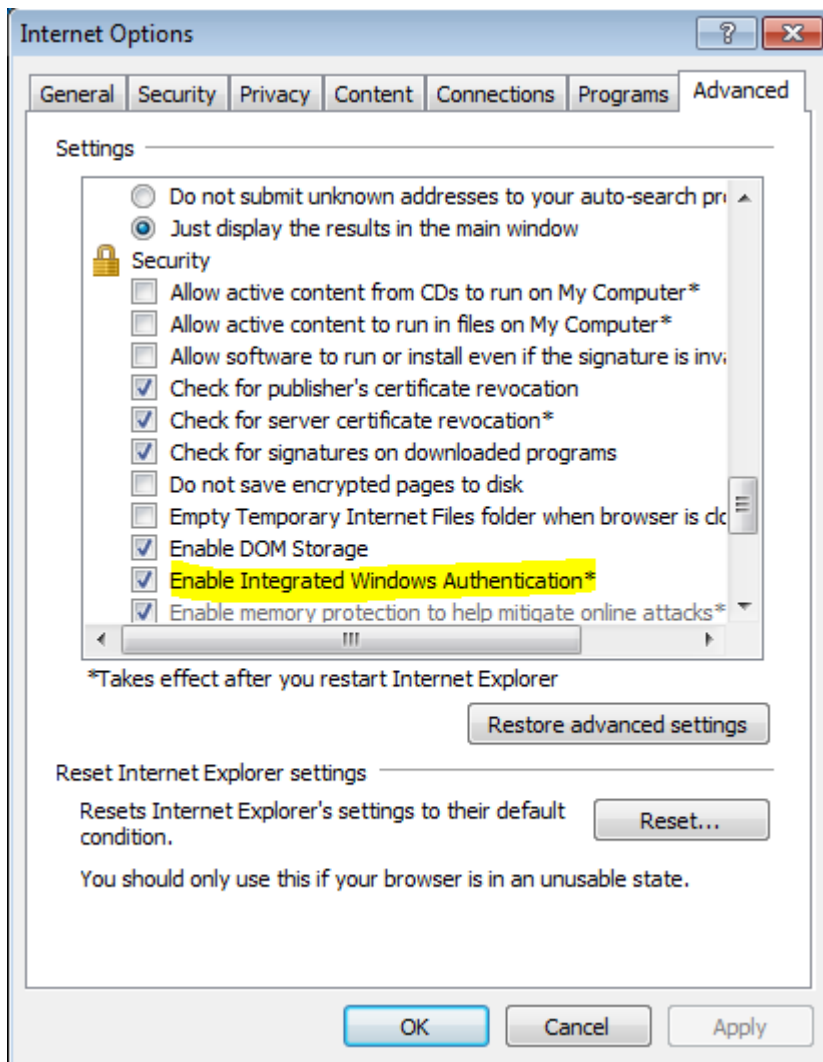 Internet Options
General Security Privacy Content Connections Programs Advanced
Settings
Do not submit unknown addresses to your auto-search
Just display the results in the main window
Security
Allow active content from CDs to run on My Computer*
Allow active content to run in files on My Computer*
Allow software to run or install even if the signature is
Check for publisher's certificate revocation
Check for server certificate revocation*
Check for signatures on downloaded programs
Do not save encrypted pages to disk
Empty Temporary Internet Files folder when browser is
Enable DOM Storage
Enable Integrated Windows Authentication*
Enable memory protection to help mitigate online attacks*
*Takes effect after you restart Internet Explorer
Restore advanced settings
Reset Internet Explorer settings
Resets Internet Explorer's settings to their default
condition.
Reset...
You should only use this if your browser is in an unusable state.
OK Cancel Apply